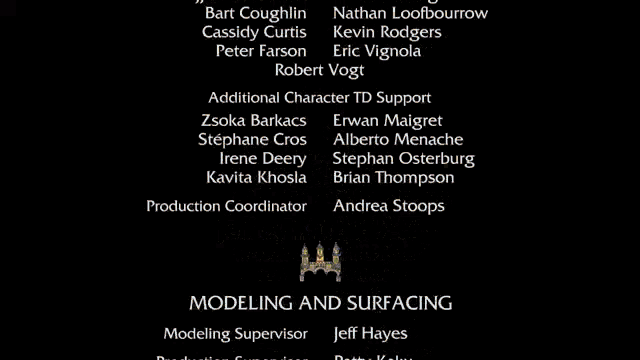 Bart Coughlin Nathan Loofbourrow
Cassidy Curtis Kevin Rodgers
Peter Farson Eric Vignola
Robert Vogt
Additional Character TD Support
Zsoka Barkacs Erwan Maigret
Stéphane Cros Alberto Menache
Irene Deery Stephan Osterburg
Kavita Khosla Brian Thompson
Production Coordinator Andrea Stoops
MODELING AND SURFACING
Modeling Supervisor Jeff Hayes
Production Supervisor